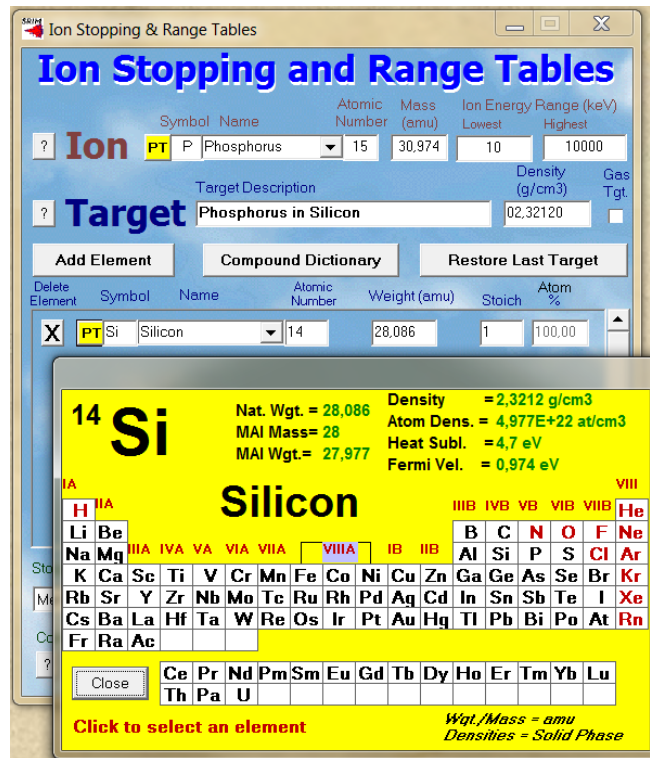 SRIM
Ion Stopping & Range Tables
Ion Stopping and Range Tables
Symbol Name Atomic Number Mass (amu) Ion Energy Range (keV) Lowest Highest
? Ion PT P Phosphorus 15 30,974 10 10000
Target Description Density (g/cm3) Gas Tgt.
? Target Phosphorus in Silicon 02,32120
Add Element Compound Dictionary Restore Last Target
Delete Element Symbol Name Atomic Number Weight (amu) Stoich Atom %
X PT Si Silicon 14 28,086 1 100,00
14 Si
Nat. Wgt. = 28,086
MAI Mass= 28
MAI Wgt.= 27,977
Density = 2,3212 g/cm3
Atom Dens. = 4,977E+22 at/cm3
Heat Subl. = 4,7 eV
Fermi Vel. = 0,974 eV
Silicon
IA VIII
H IIA IIIB IVB VB VIB VIIB He
Li Be B C N O F Ne
Na Mg IIIA IVA VA VIA VIIA VIIIA IB IIB Al Si P S Cl Ar
K Ca Sc Ti V Cr Mn Fe Co Ni Cu Zn Ga Ge As Se Br Kr
Rb Sr Y Zr Nb Mo Tc Ru Rh Pd Ag Cd In Sn Sb Te I Xe
Cs Ba La Hf Ta W Re Os Ir Pt Au Hg Tl Pb Bi Po At Rn
Fr Ra Ac
Ce Pr Nd Pm Sm Eu Gd Tb Dy Ho Er Tm Yb Lu
Th Pa U
?
Close
Click to select an element
Wgt./Mass = amu
Densities = Solid Phase